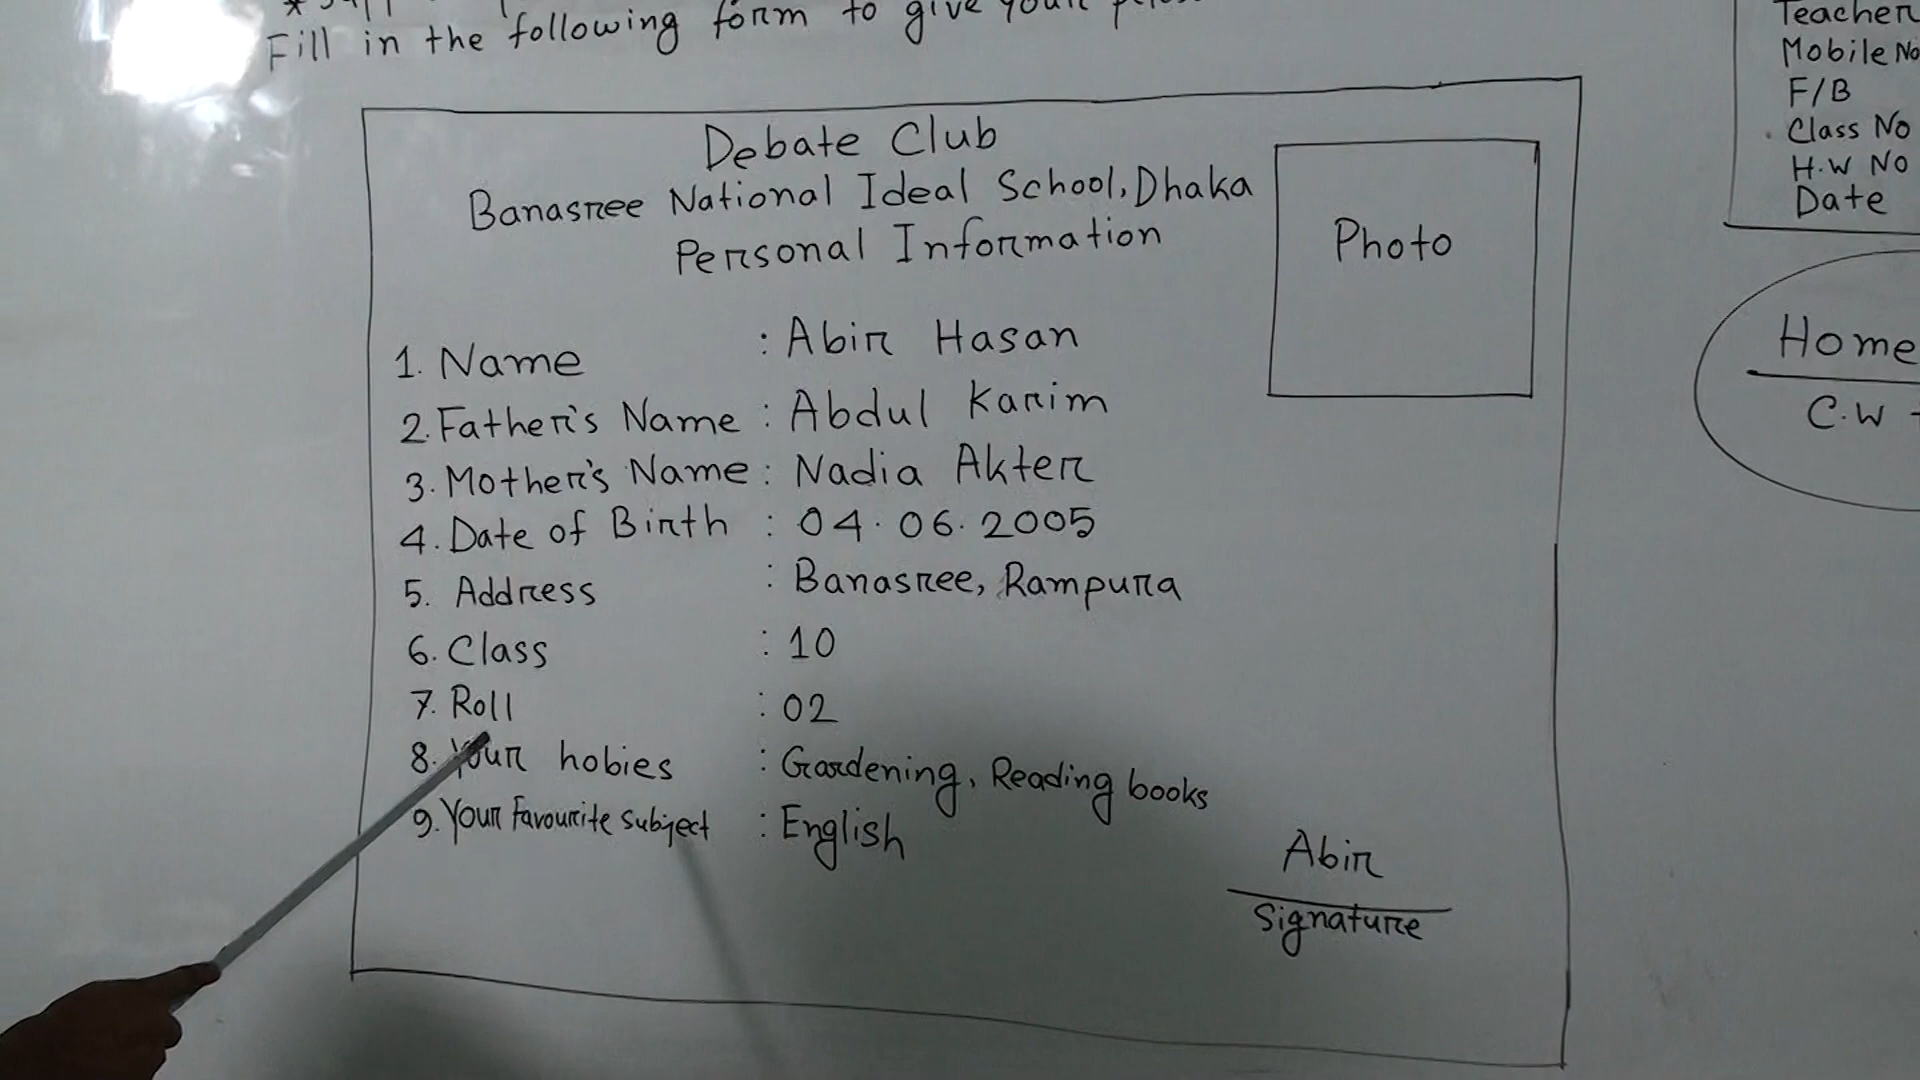 Fill in the following form to give your
Debate Club
Banasree National Ideal School, Dhaka
Personal Information
Photo
1. Name : Abir Hasan
2. Father's Name : Abdul Karim
3. Mother's Name : Nadia Akter
4. Date of Birth : 04.06.2005
5. Address : Banasree, Rampura
6. Class : 10
7. Roll : 02
8. Your hobies : Gardening, Reading books
9. Your Favourite subject : English
Abir
Signature
Teacher
Mobile No
F/B
Class No
H.W No
Date
Home
C.W